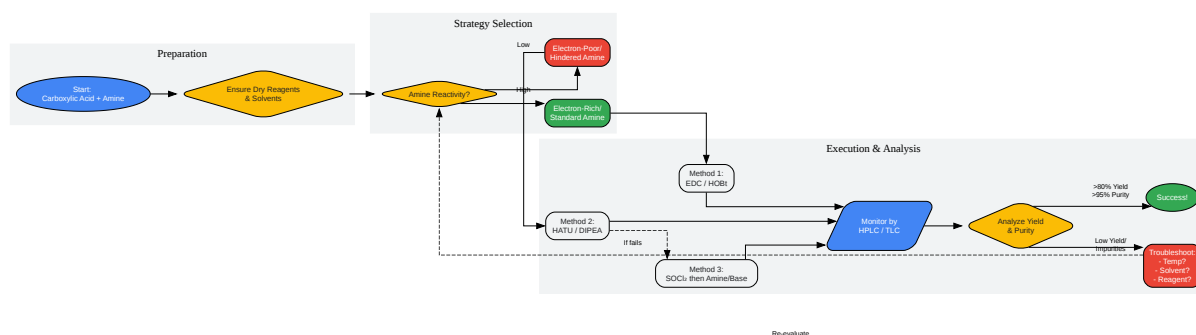 Strategy Selection
Preparation
Start:
Carboxylic Acid + Amine
Ensure Dry Reagents
& Solvents
Amine Reactivity?
Low
High
Electron-Poor/
Hindered Amine
Electron-Rich/
Standard Amine
Execution & Analysis
Method 1:
EDC / HOBt
Method 2:
HATU / DIPEA
If fails
Method 3:
SOCl₂ then Amine/Base
Monitor by
HPLC / TLC
Analyze Yield
& Purity
>80% Yield
>95% Purity
Success!
Low Yield/
Impurities
Troubleshoot:
- Temp?
- Solvent?
- Reagent?
Re-evaluate